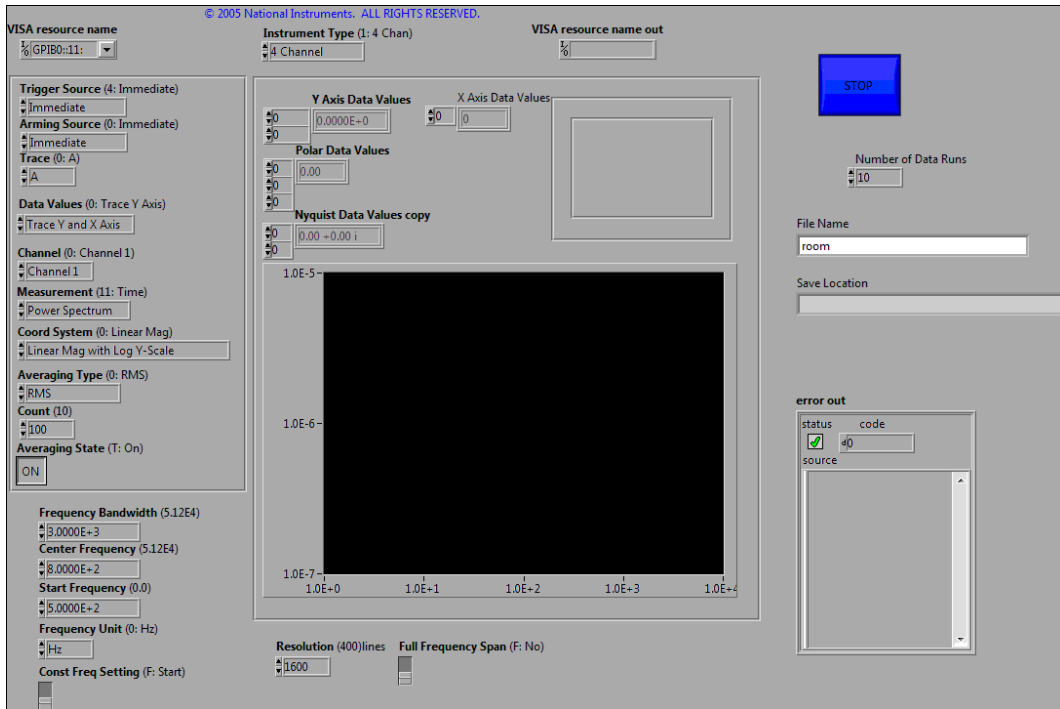 © 2005 National Instruments. ALL RIGHTS RESERVED.
VISA resource name
GPIB0::11:
Instrument Type (1: 4 Chan)
4 Channel
VISA resource name out
STOP
Trigger Source (4: Immediate)
Immediate
Arming Source (0: Immediate)
Immediate
Trace (0: A)
A
Data Values (0: Trace Y Axis)
Trace Y and X Axis
Channel (0: Channel 1)
Channel 1
Measurement (11: Time)
Power Spectrum
Coord System (0: Linear Mag)
Linear Mag with Log Y-Scale
Averaging Type (0: RMS)
RMS
Count (10)
100
Averaging State (T: On)
ON
Frequency Bandwidth (5.12E4)
3.0000E+3
Center Frequency (5.12E4)
8.0000E+2
Start Frequency (0.0)
5.0000E+2
Frequency Unit (0: Hz)
Hz
Const Freq Setting (F: Start)
Y Axis Data Values
0
0
0.0000E+0
X Axis Data Values
0
0
Polar Data Values
0
0
0
0.00
Nyquist Data Values copy
0
0
0.00 +0.00 i
1.0E-5
1.0E-6
1.0E-7
1.0E+0 1.0E+1 1.0E+2 1.0E+3 1.0E+4
Resolution (400)lines
1600
Full Frequency Span (F: No)
Number of Data Runs
10
File Name
room
Save Location
error out
status code
d0
source